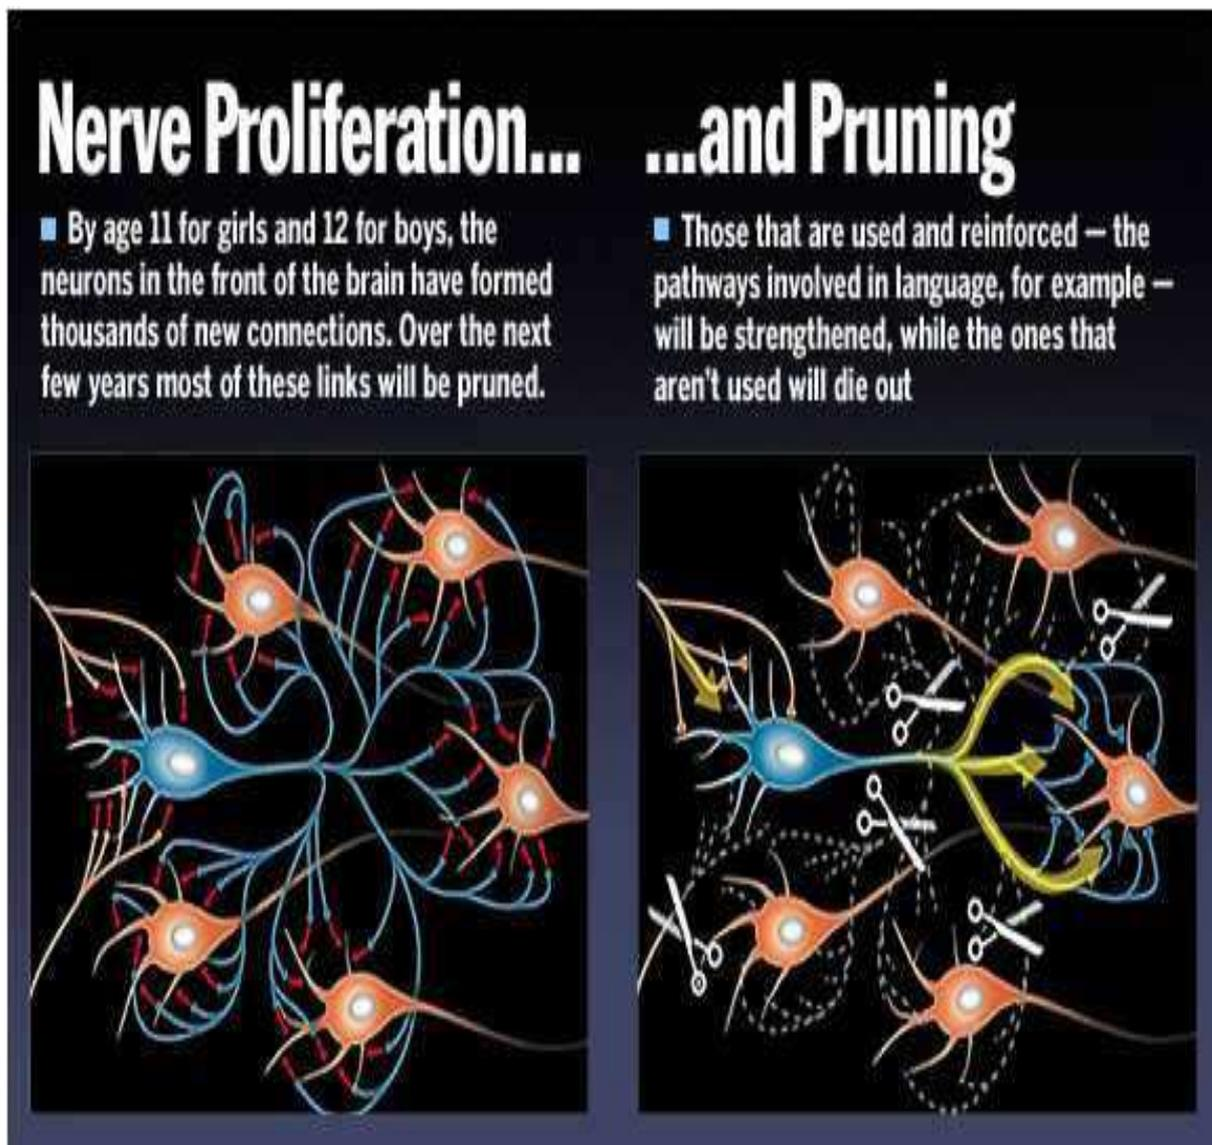 Nerve Proliferation...
By age 11 for girls and 12 for boys, the
neurons in the front of the brain have formed
thousands of new connections. Over the next
few years most of these links will be pruned.
...and Pruning
Those that are used and reinforced – the
pathways involved in language, for example –
will be strengthened, while the ones that
aren't used will die out